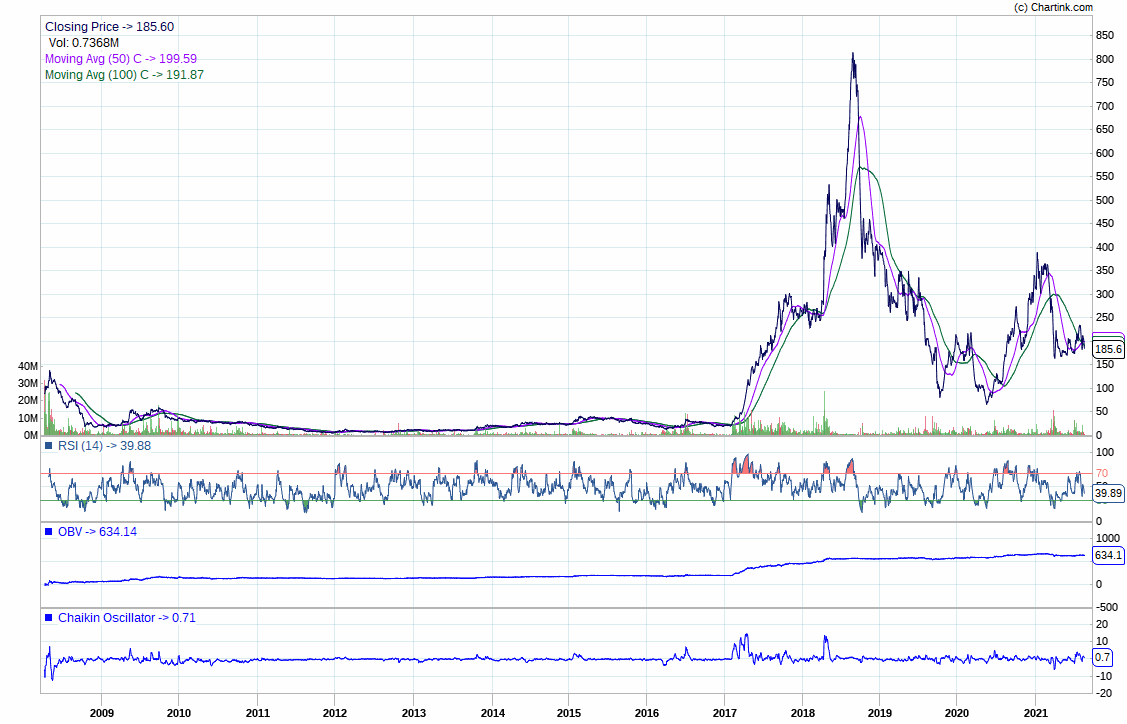 (c) Chartink.com
Closing Price -> 185.60
Vol: 0.7368M
Moving Avg (50) C -> 199.59
Moving Avg (100) C -> 191.87
850
800
750
700
650
600
550
500
450
400
350
300
250
185.6
150
100
50
0
40M
30M
20M
10M
0M
RSI (14) -> 39.88
100
70
39.89
0
OBV -> 634.14
1000
634.1
0
-500
Chaikin Oscillator -> 0.71
20
10
0.7
-10
-20
2009 2010 2011 2012 2013 2014 2015 2016 2017 2018 2019 2020 2021